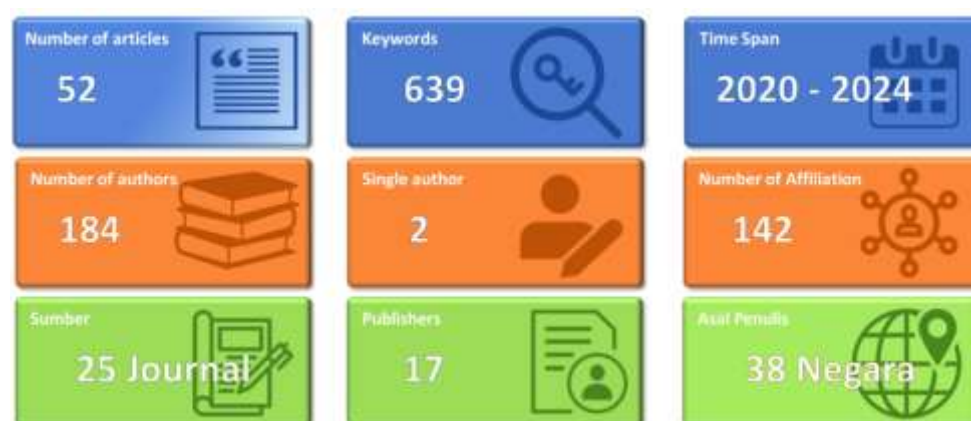 Number of articles
52
Keywords
639
Time Span
2020 - 2024
Number of authors
184
Single author
2
Number of Affiliation
142
Sumber
25 Journal
Publishers
17
Asal Penulis
38 Negara